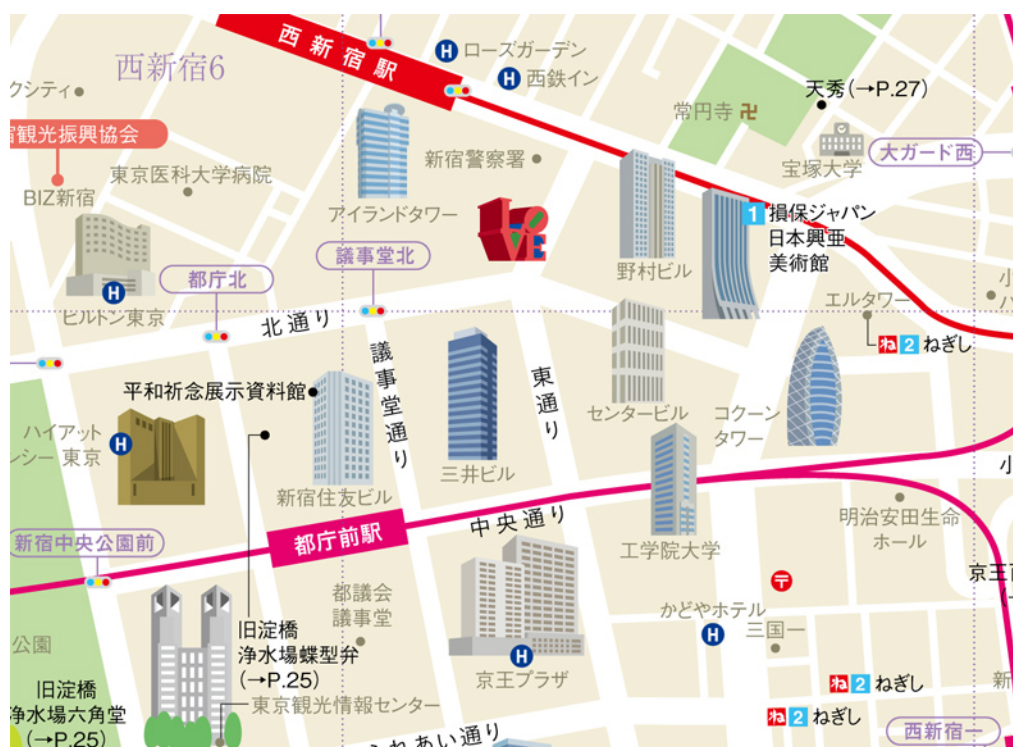 西新宿駅
H ローズガーデン
H 西鉄イン
西新宿6
クシティ
天秀(→P.27)
常円寺
宿観光振興協会
新宿警察署
宝塚大学
大ガード西
東京医科大学病院
BIZ新宿
アイランドタワー
LOVE
1 損保ジャパン
日本興亜
美術館
野村ビル
議事堂北
都庁北
小
エルタワー
H
ヒルトン東京
北通り
ね 2 ねぎし
議事堂通り
東通り
平和祈念展示資料館
センタービル
コクーン
タワー
ハイアット
ンシー 東京
H
三井ビル
新宿住友ビル
小
中央通り
明治安田生命
ホール
新宿中央公園前
都庁前駅
工学院大学
京王百
都議会
議事堂
〒
かどやホテル
H
三国一
旧淀橋
浄水場蝶型弁
(→P.25)
公園
H
京王プラザ
新
旧淀橋
浄水場六角堂
(→P.25)
ね 2 ねぎし
東京観光情報センター
ね 2 ねぎし
西新宿一
ふれあい通り